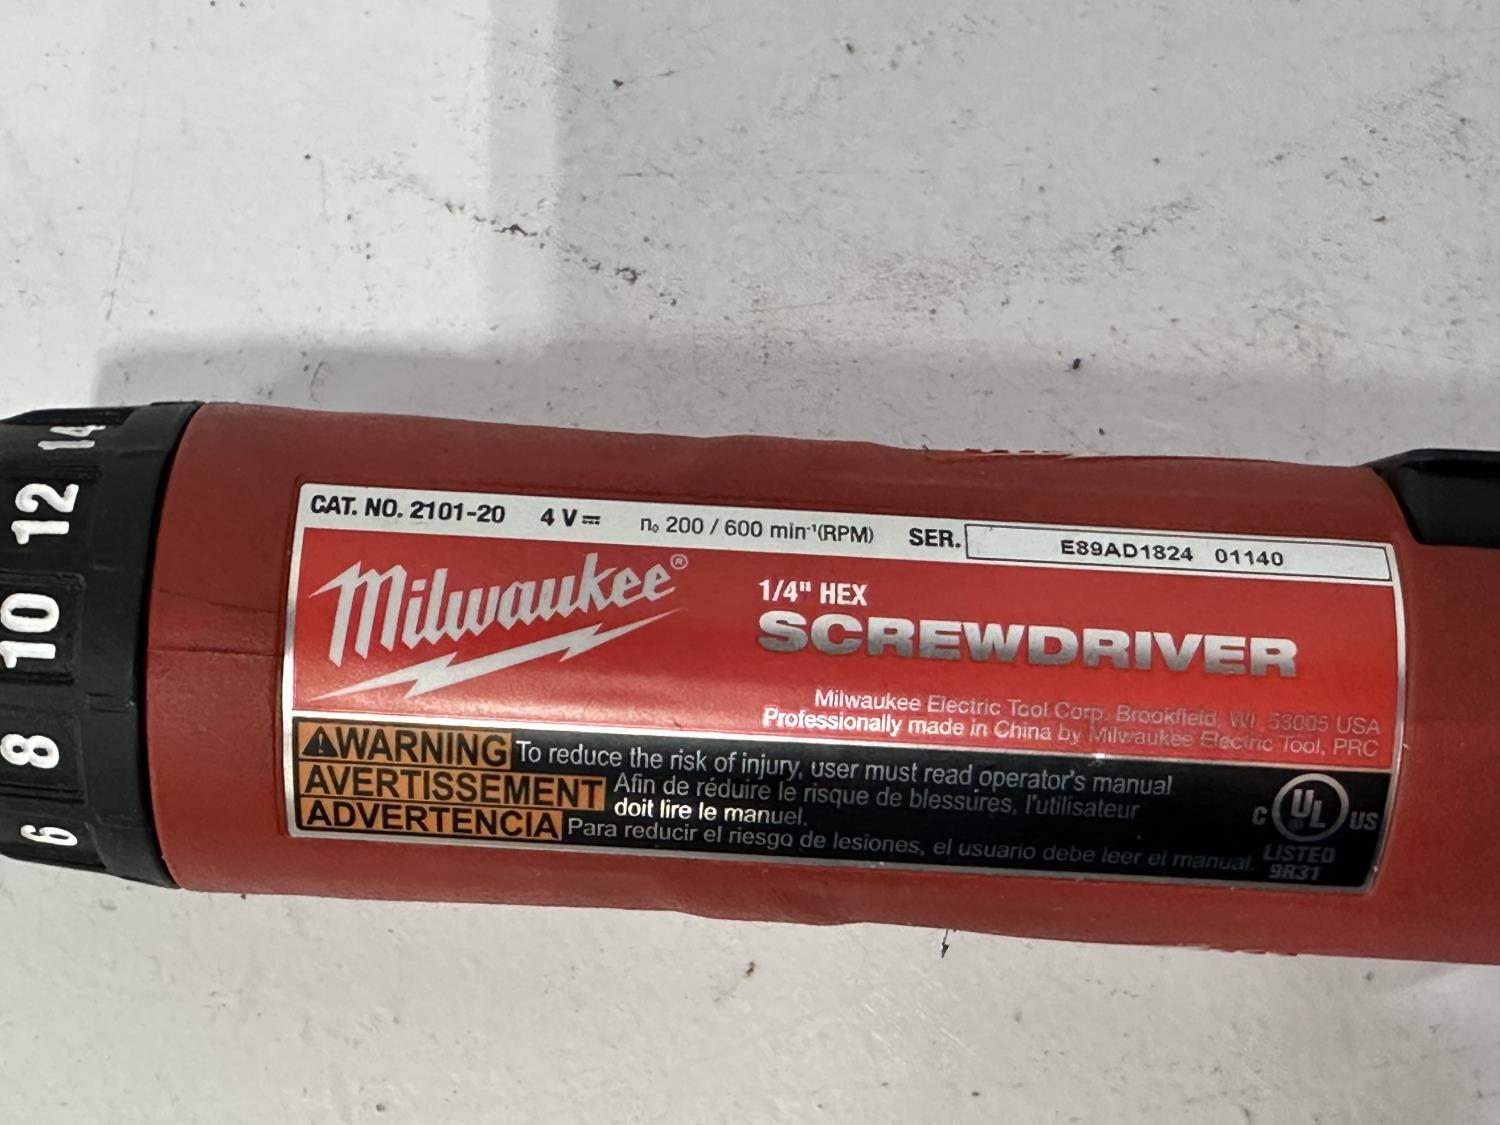 14
12
10
8
6
CAT. NO. 2101-20 4 V⎓ n₀ 200 / 600 min⁻¹(RPM) SER. E89AD1824 01140
Milwaukee®
1/4" HEX
SCREWDRIVER
Milwaukee Electric Tool Corp. Brookfield, WI 53005 USA
Professionally made in China by Milwaukee Electric Tool, PRC
⚠WARNING To reduce the risk of injury, user must read operator's manual.
AVERTISSEMENT Afin de réduire le risque de blessures, l'utilisateur
doit lire le manuel.
ADVERTENCIA Para reducir el riesgo de lesiones, el usuario debe leer el manual.
C UL US
LISTED
9R31